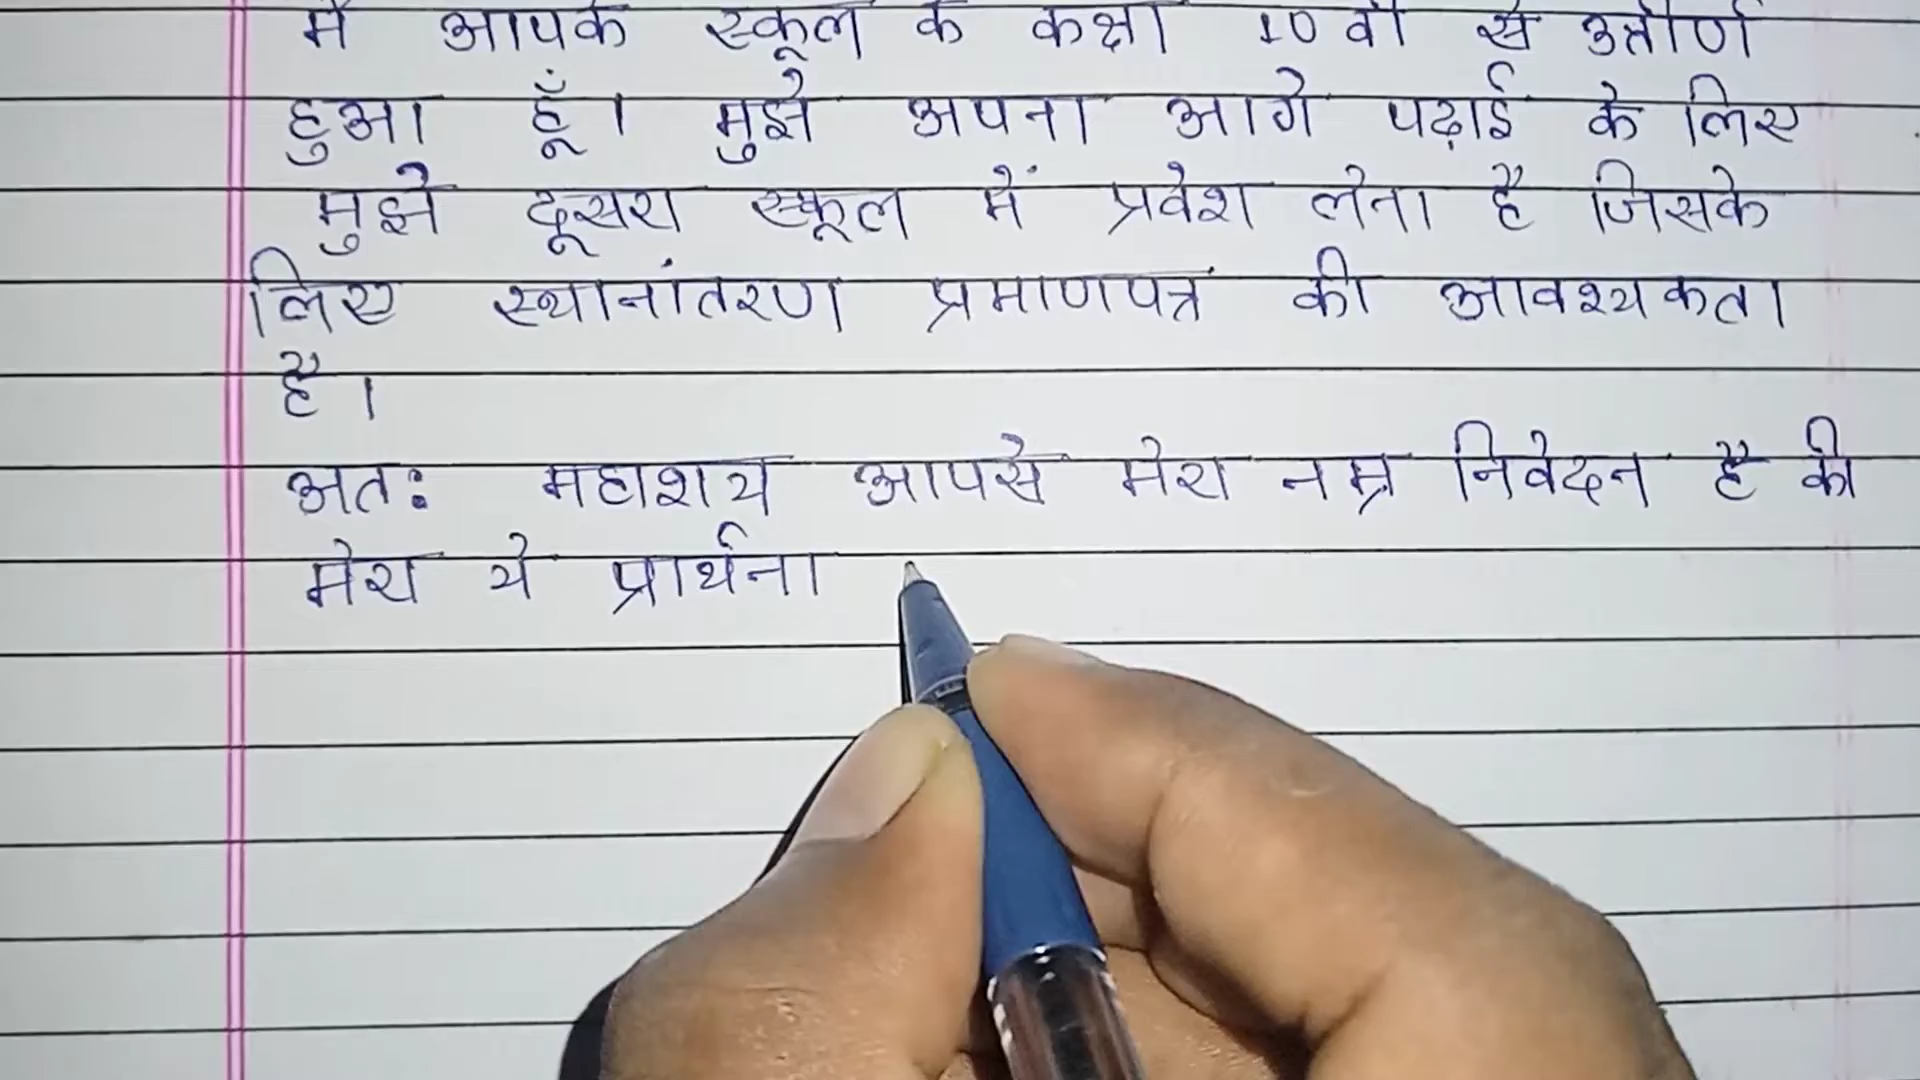 मैं आपके स्कूल के कक्षा 10 वी से उत्तीर्ण
हुआ हूँ। मुझे अपना आगे पढ़ाई के लिए
मुझे दूसरा स्कूल में प्रवेश लेना है जिसके
लिए स्थानांतरण प्रमाणपत्र की आवश्यकता
है।
अतः महाशय आपसे मेरा नम्र निवेदन है की
मेरा ये प्रार्थना